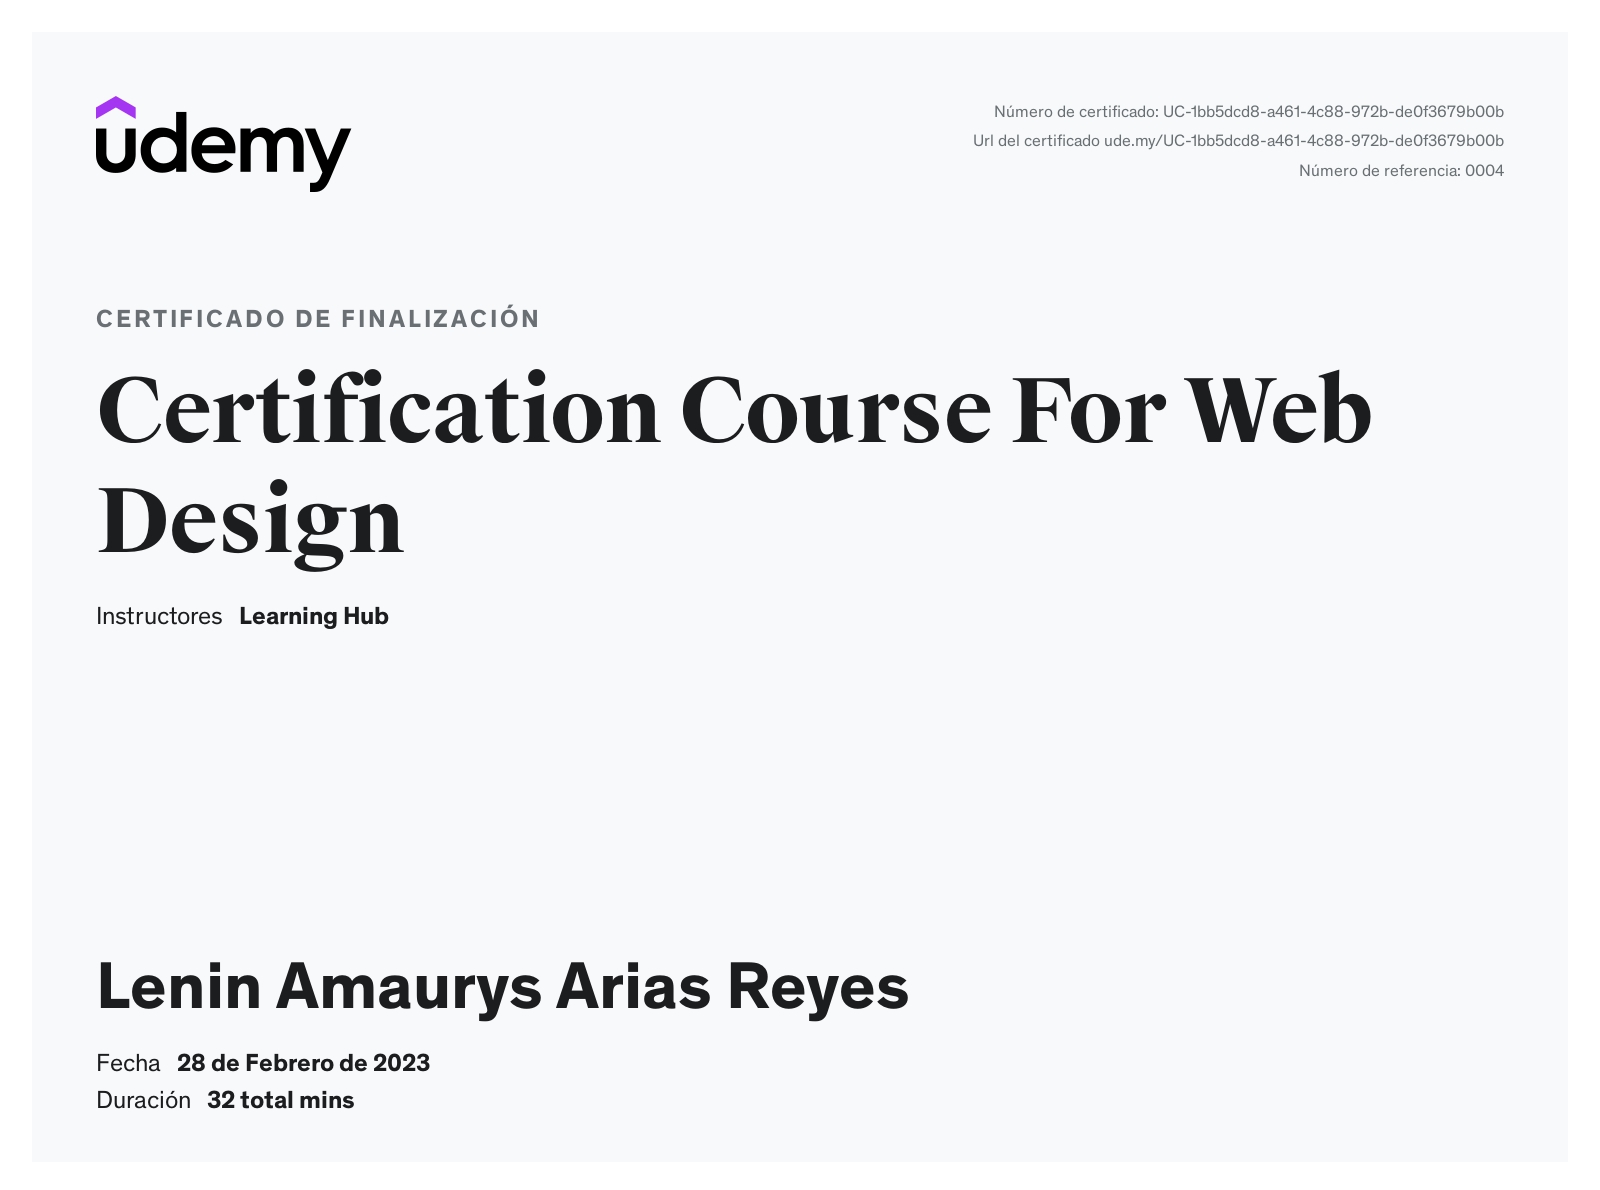 udemy
Número de certificado: UC-1bb5dcd8-a461-4c88-972b-de0f3679b00b
Url del certificado ude.my/UC-1bb5dcd8-a461-4c88-972b-de0f3679b00b
Número de referencia: 0004
CERTIFICADO DE FINALIZACIÓN
Certification Course For Web
Design
Instructores Learning Hub
Lenin Amaurys Arias Reyes
Fecha 28 de Febrero de 2023
Duración 32 total mins